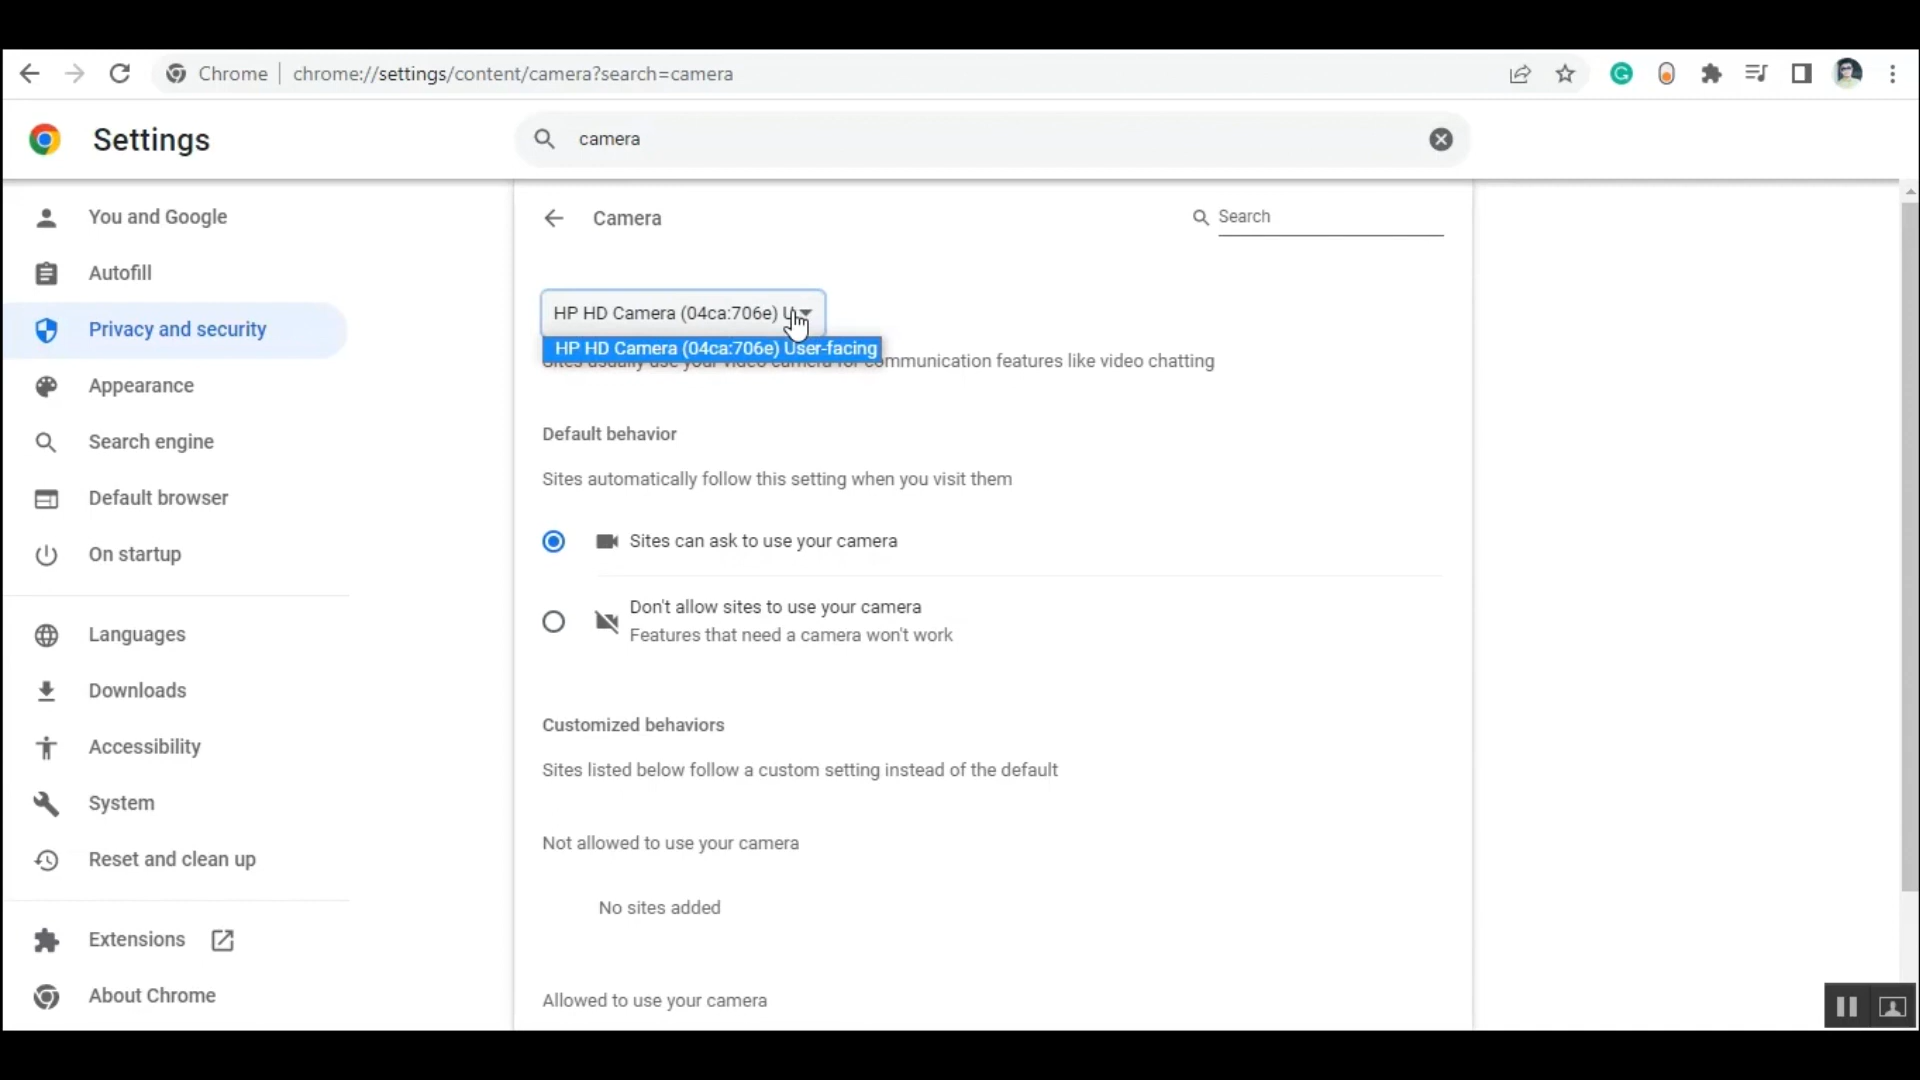 Chrome
chrome://settings/content/camera?search=camera
Settings
camera
You and Google
Autofill
Privacy and security
Appearance
Search engine
Default browser
On startup
Languages
Downloads
Accessibility
System
Reset and clean up
Extensions
About Chrome
Camera
Search
HP HD Camera (04ca:706e) U
HP HD Camera (04ca:706e) User-facing
Sites usually use your video camera for communication features like video chatting
Default behavior
Sites automatically follow this setting when you visit them
Sites can ask to use your camera
Don't allow sites to use your camera
Features that need a camera won't work
Customized behaviors
Sites listed below follow a custom setting instead of the default
Not allowed to use your camera
No sites added
Allowed to use your camera